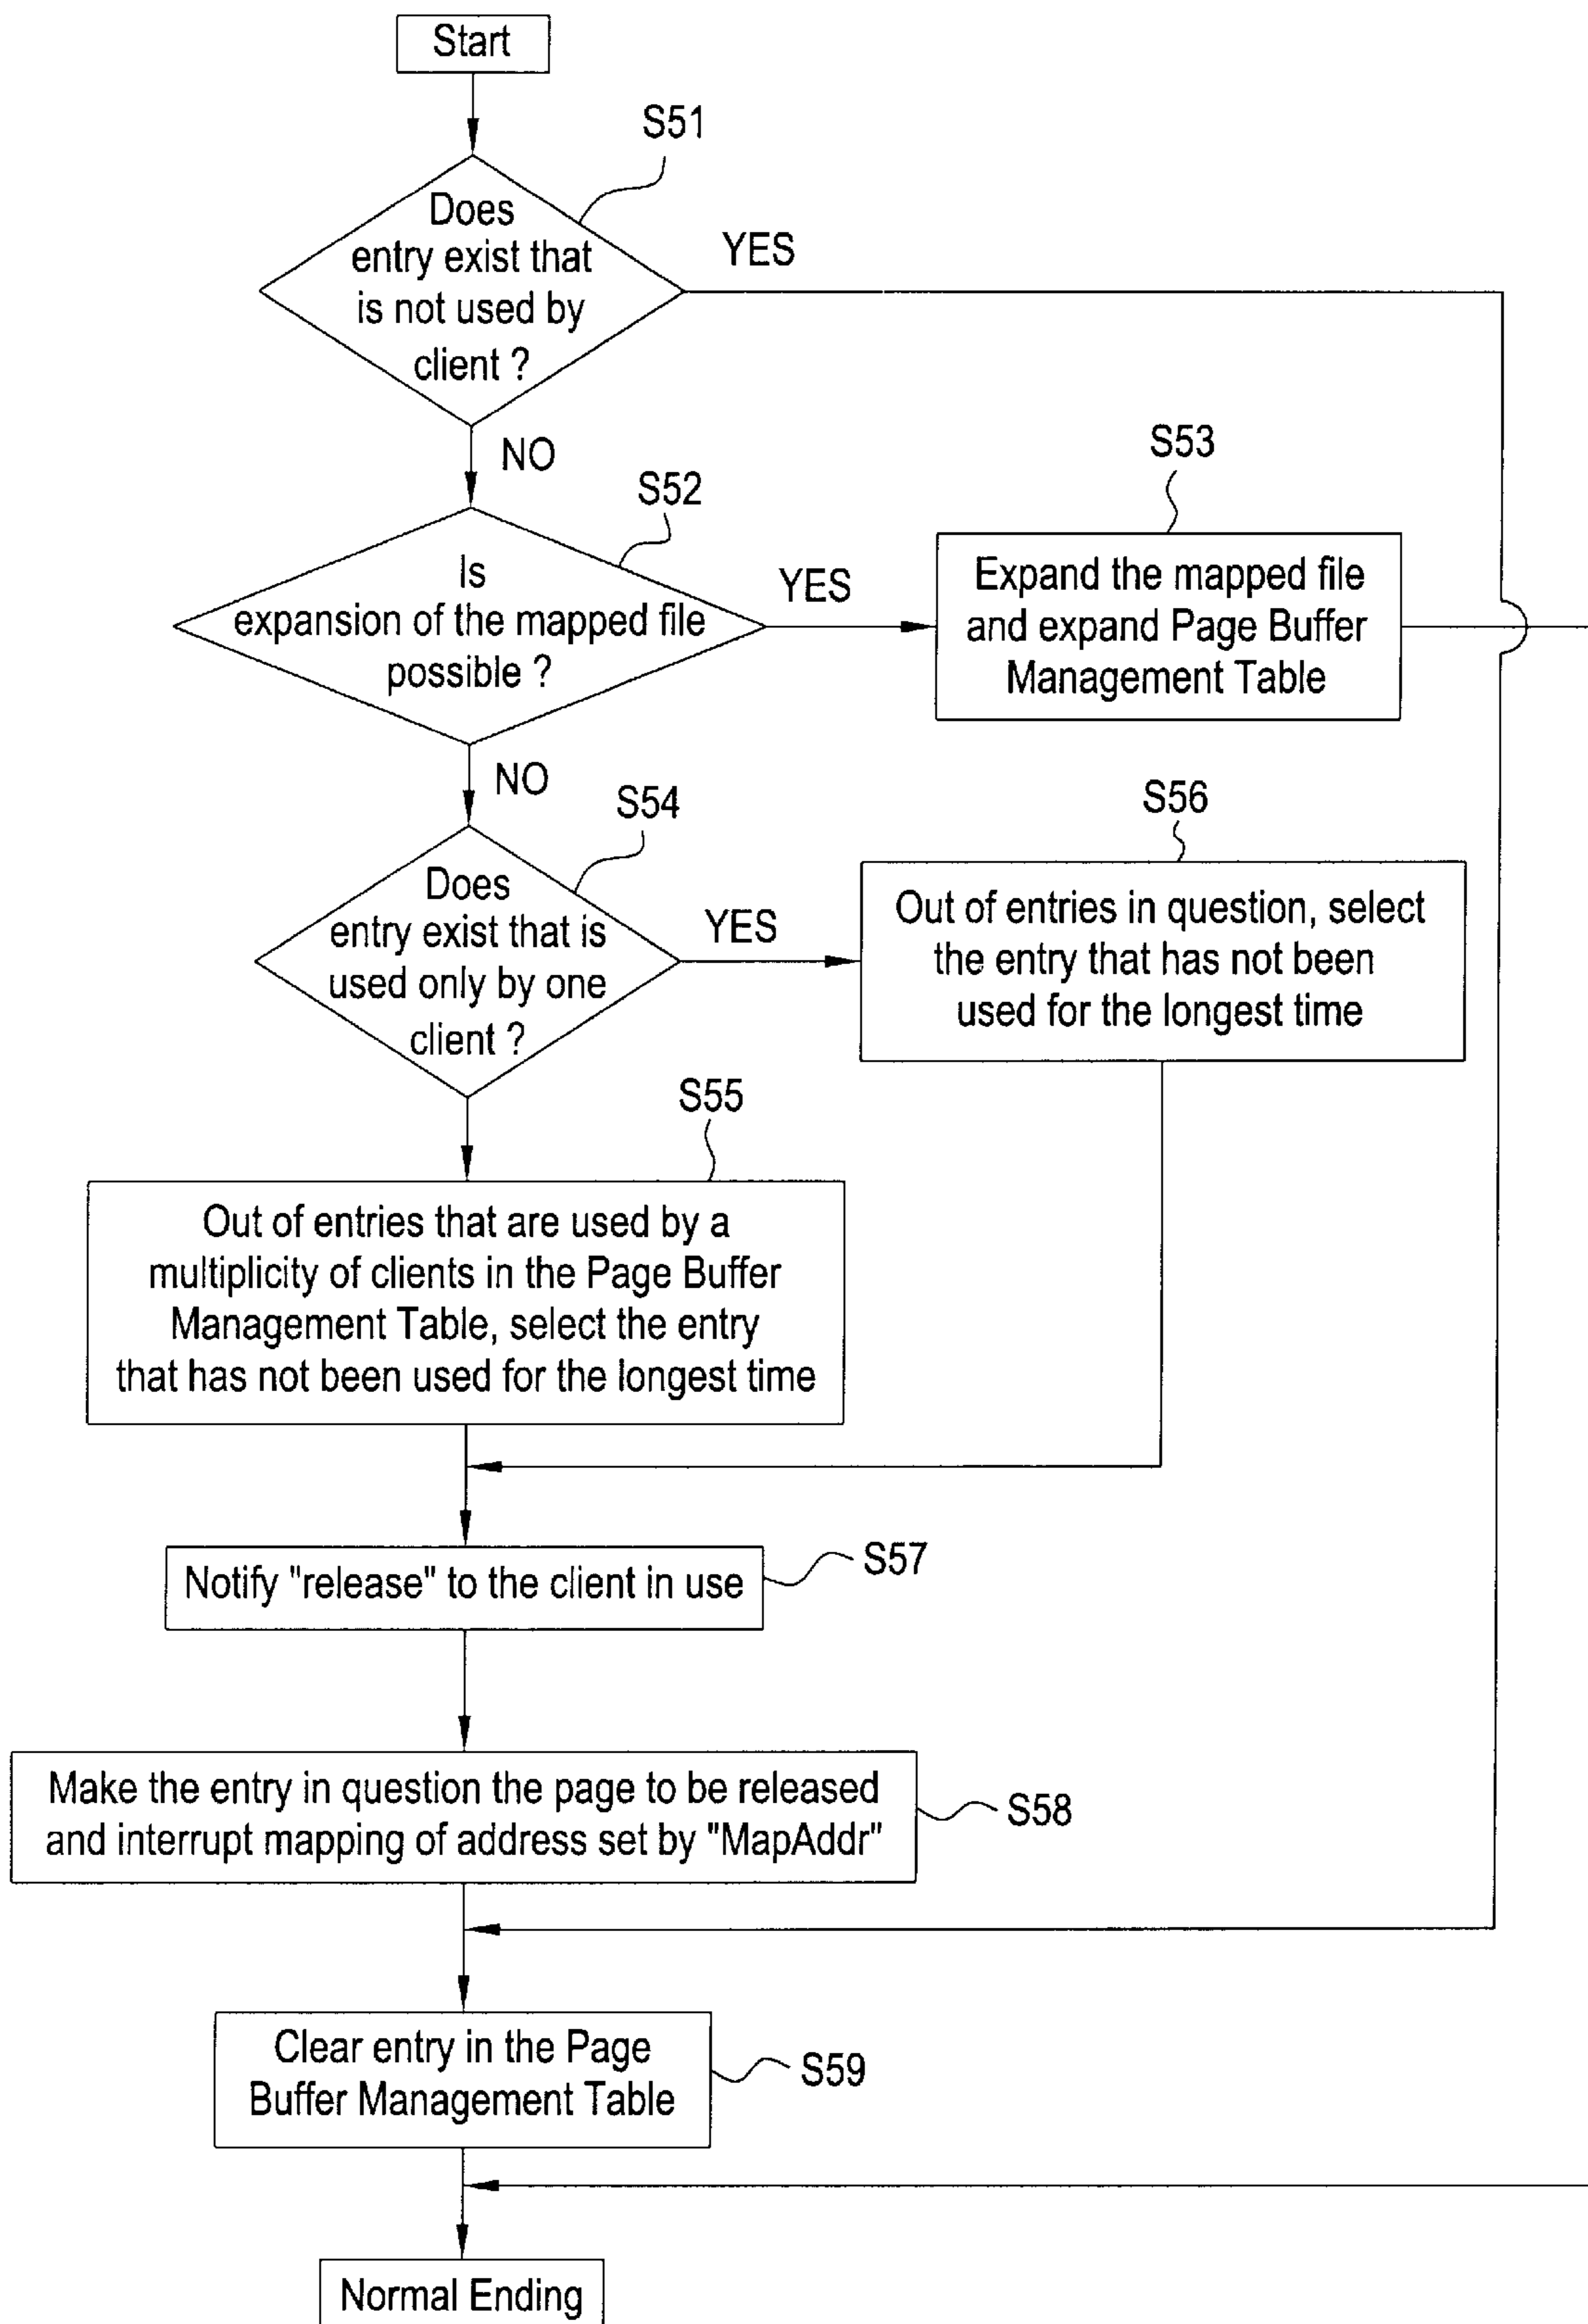 Start
S51
Does
entry exist that
is not used by
client ?
YES
NO
S52
Is
expansion of the mapped file
possible ?
YES
S53
Expand the mapped file
and expand Page Buffer
Management Table
NO
S54
Does
entry exist that is
used only by one
client ?
YES
S56
Out of entries in question, select
the entry that has not been
used for the longest time
S55
Out of entries that are used by a
multiplicity of clients in the Page Buffer
Management Table, select the entry
that has not been used for the longest time
Notify "release" to the client in use
S57
Make the entry in question the page to be released
and interrupt mapping of address set by "MapAddr"
S58
Clear entry in the Page
Buffer Management Table
S59
Normal Ending